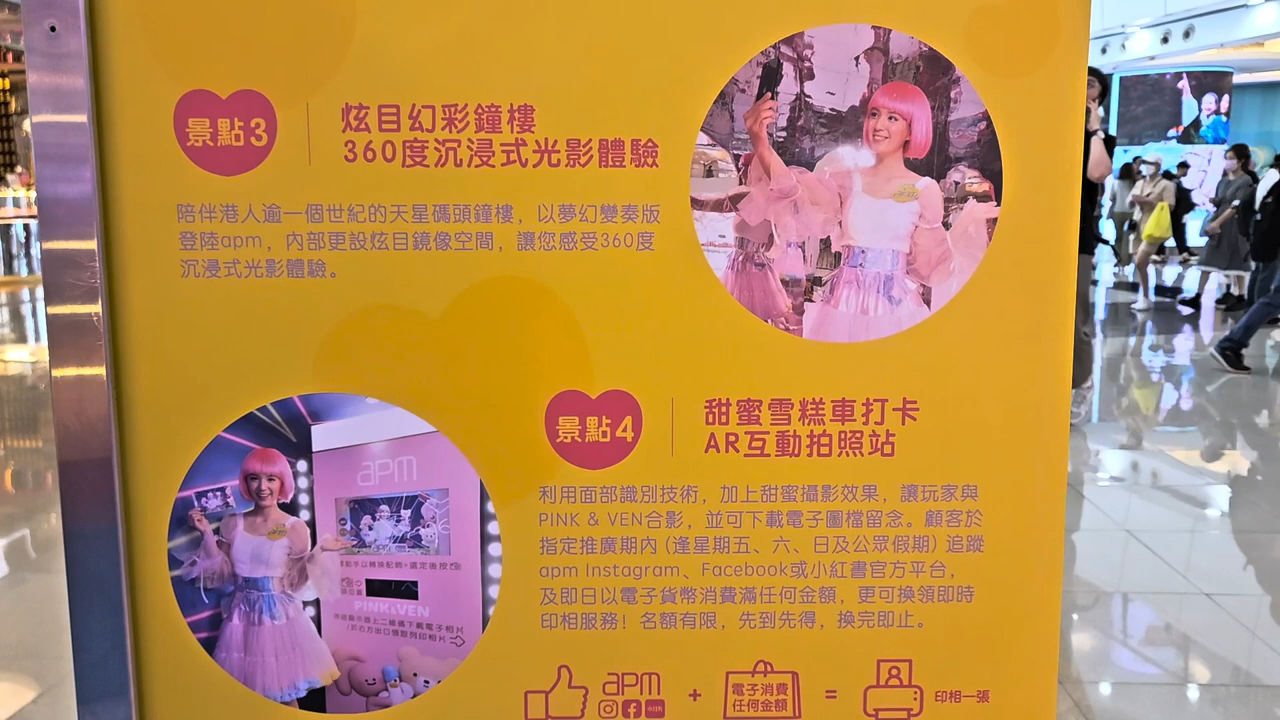 景點3
炫目幻彩鐘樓
360度沉浸式光影體驗
陪伴港人逾一個世紀的天星碼頭鐘樓，以夢幻變奏版
登陸apm，內部更設炫目鏡像空間，讓您感受360度
沉浸式光影體驗。
景點4
甜蜜雪糕車打卡
AR互動拍照站
利用面部識別技術，加上甜蜜攝影效果，讓玩家與
PINK & VEN合影，並可下載電子圖檔留念。顧客於
指定推廣期內（逢星期五、六、日及公眾假期）追蹤
apm Instagram、Facebook或小紅書官方平台，
及即日以電子貨幣消費滿任何金額，更可換領即時
印相服務！名額有限，先到先得，換完即止。
apm
PINK&VEN
apm
小紅書
+
電子消費
任何金額
=
印相一張